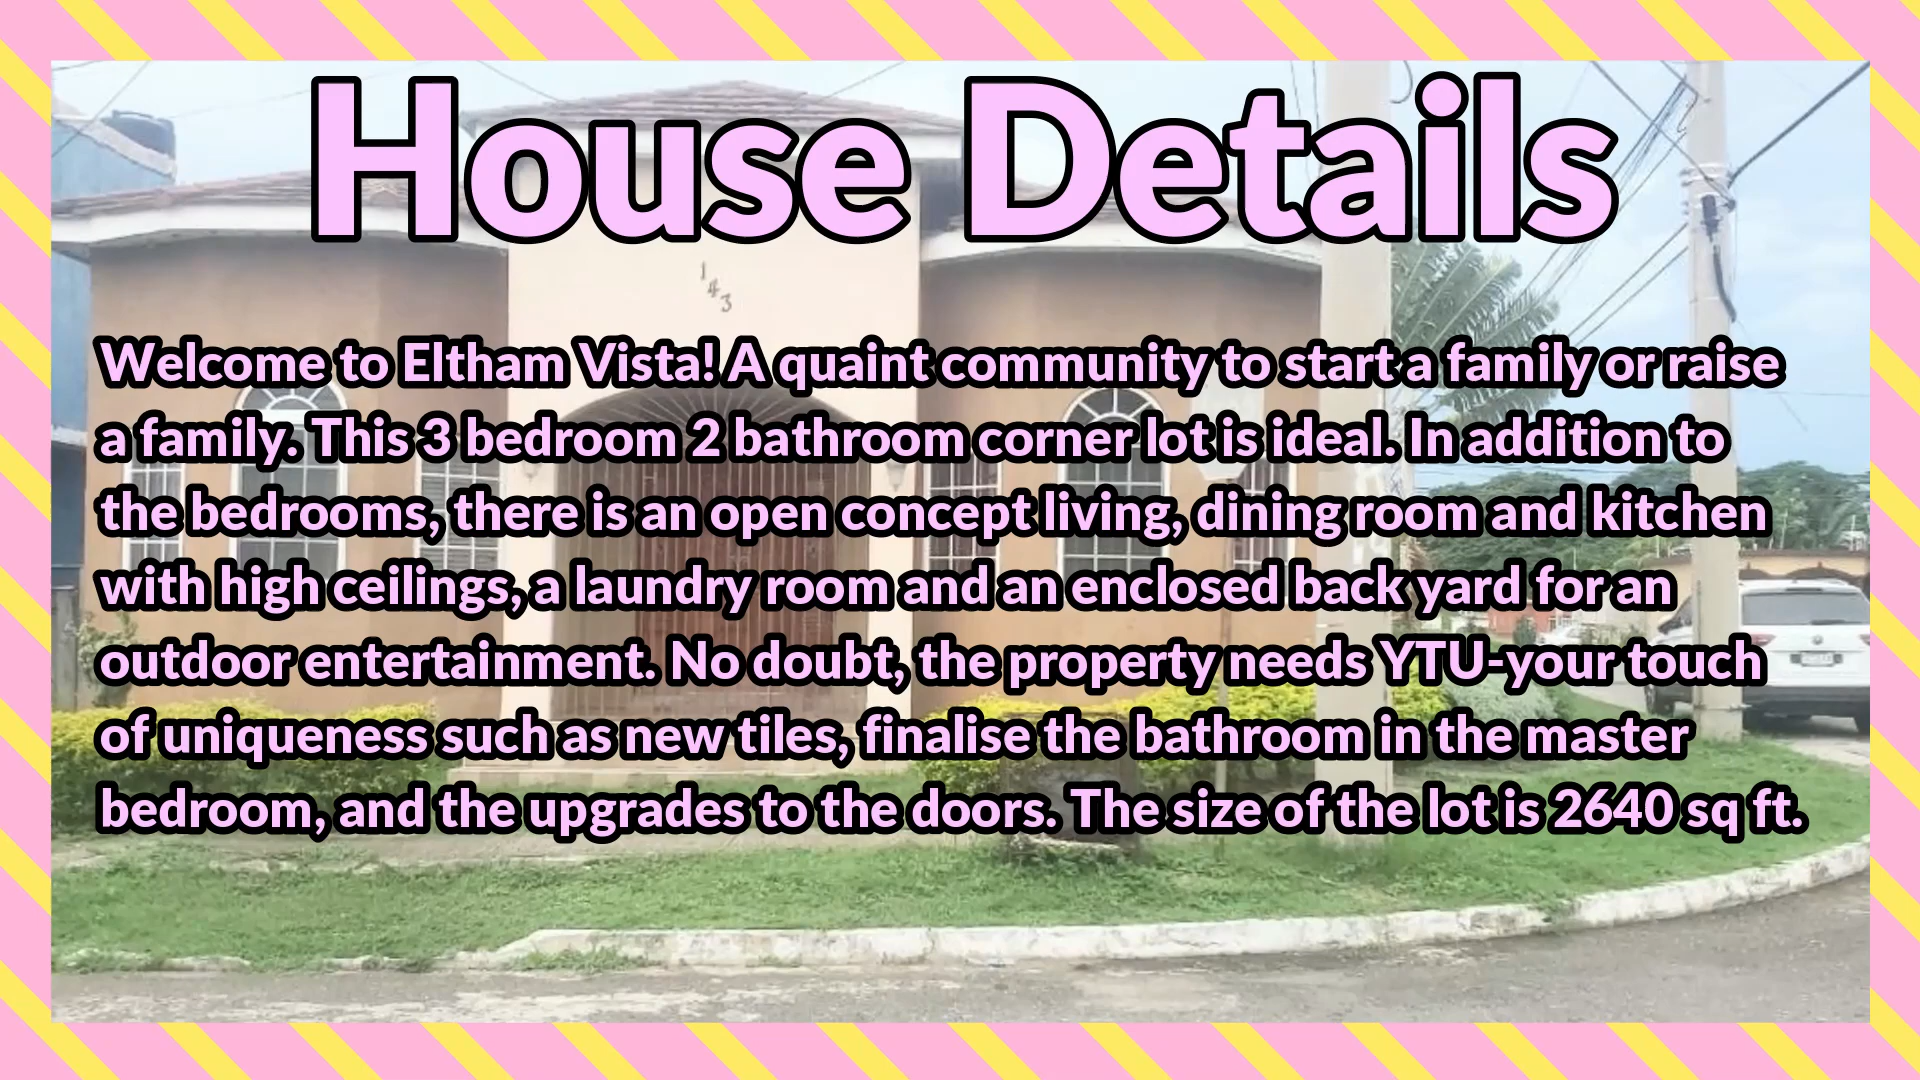 House Details
1
4
3
Welcome to Eltham Vista! A quaint community to start a family or raise
a family. This 3 bedroom 2 bathroom corner lot is ideal. In addition to
the bedrooms, there is an open concept living, dining room and kitchen
with high ceilings, a laundry room and an enclosed back yard for an
outdoor entertainment. No doubt, the property needs YTU-your touch
of uniqueness such as new tiles, finalise the bathroom in the master
bedroom, and the upgrades to the doors. The size of the lot is 2640 sq ft.